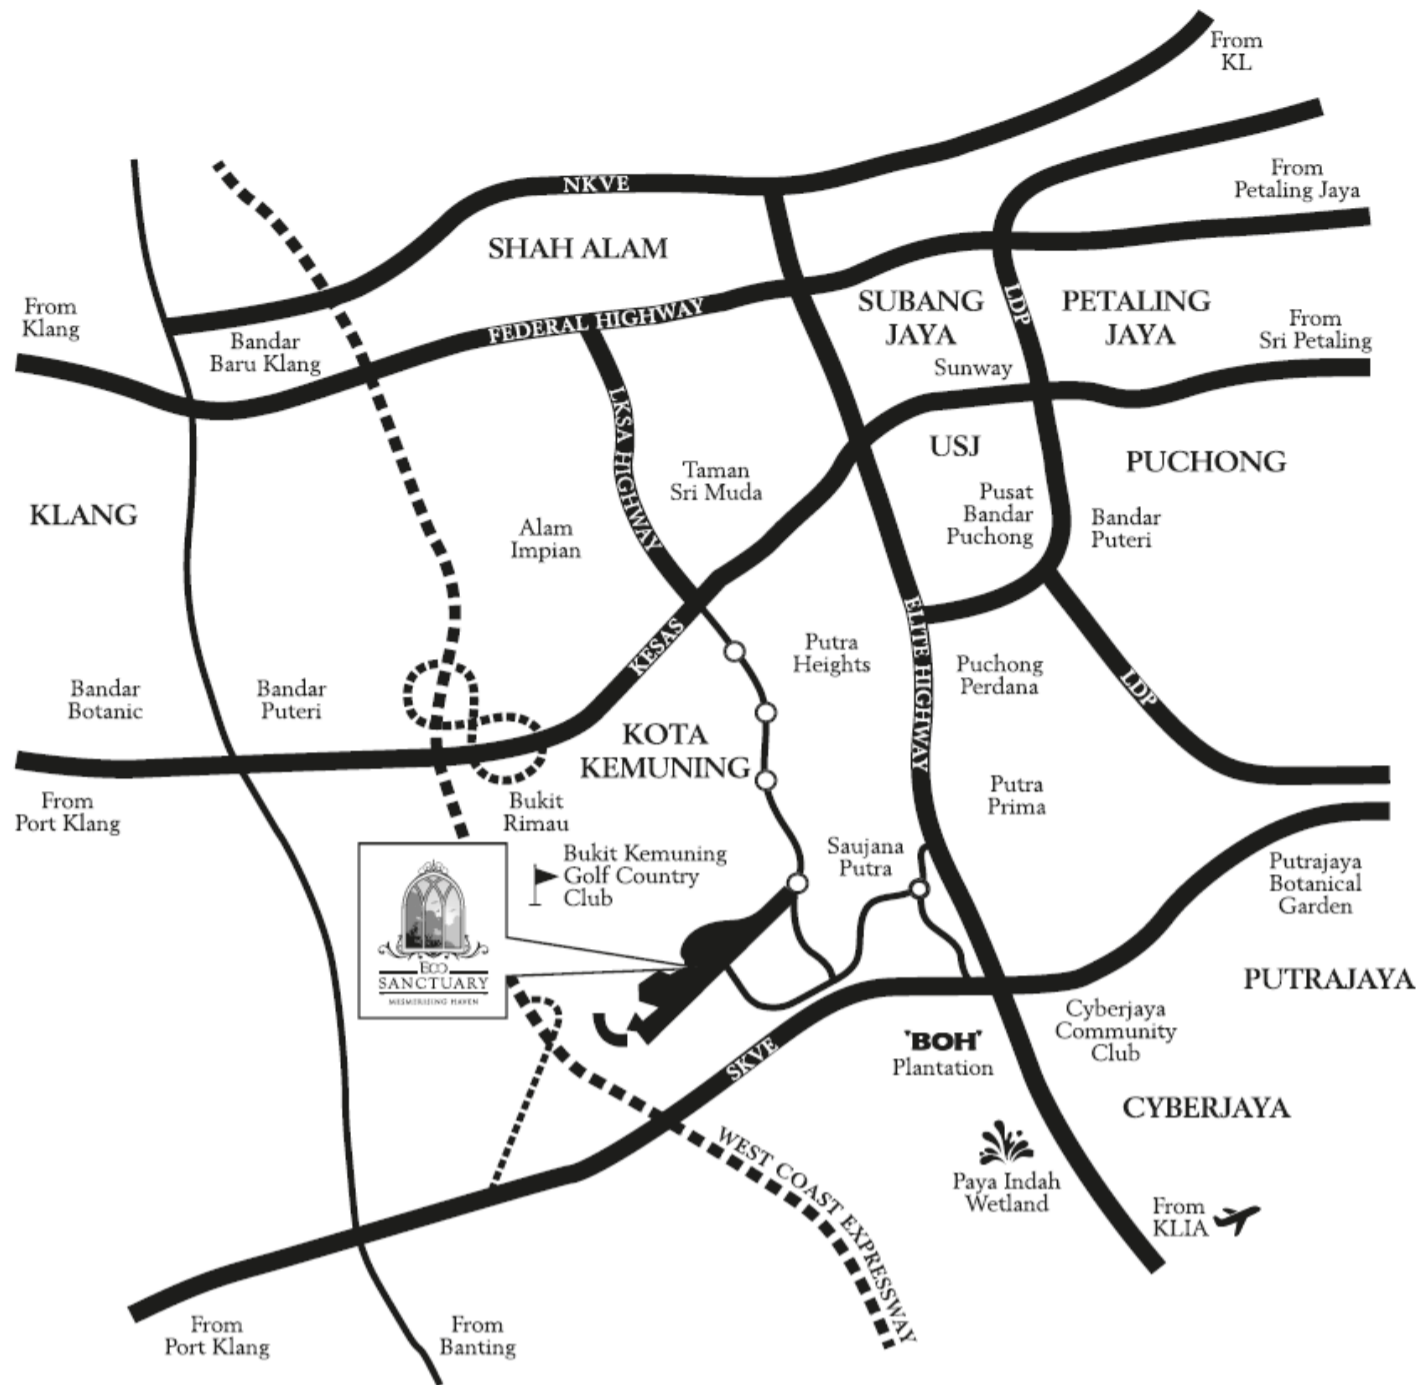 From
KL
From
Petaling Jaya
NKVE
SHAH ALAM
From
Klang
Bandar
Baru Klang
FEDERAL HIGHWAY
SUBANG
JAYA
LDP
PETALING
JAYA
From
Sri Petaling
Sunway
LKSA HIGHWAY
USJ
PUCHONG
Taman
Sri Muda
Pusat
Bandar
Puchong
Bandar
Puteri
KLANG
Alam
Impian
ELITE HIGHWAY
KESAS
Putra
Heights
Puchong
Perdana
LDP
Bandar
Botanic
Bandar
Puteri
KOTA
KEMUNING
From
Port Klang
Bukit
Rimau
Putra
Prima
Bukit Kemuning
Golf Country
Club
Saujana
Putra
Putrajaya
Botanical
Garden
ECO
SANCTUARY
MESMERISING HAVEN
PUTRAJAYA
Cyberjaya
Community
Club
'BOH'
Plantation
SKVE
CYBERJAYA
WEST COAST EXPRESSWAY
Paya Indah
Wetland
From
KLIA
From
Port Klang
From
Banting